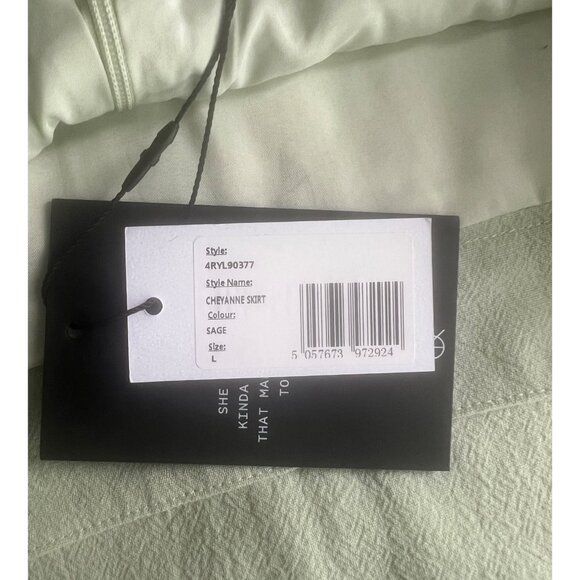 Style:
4RYL90377
Style Name:
CHEYANNE SKIRT
Colour:
SAGE
Size:
L
5 057673 972924
SHE
KINDA
THAT MA
TO